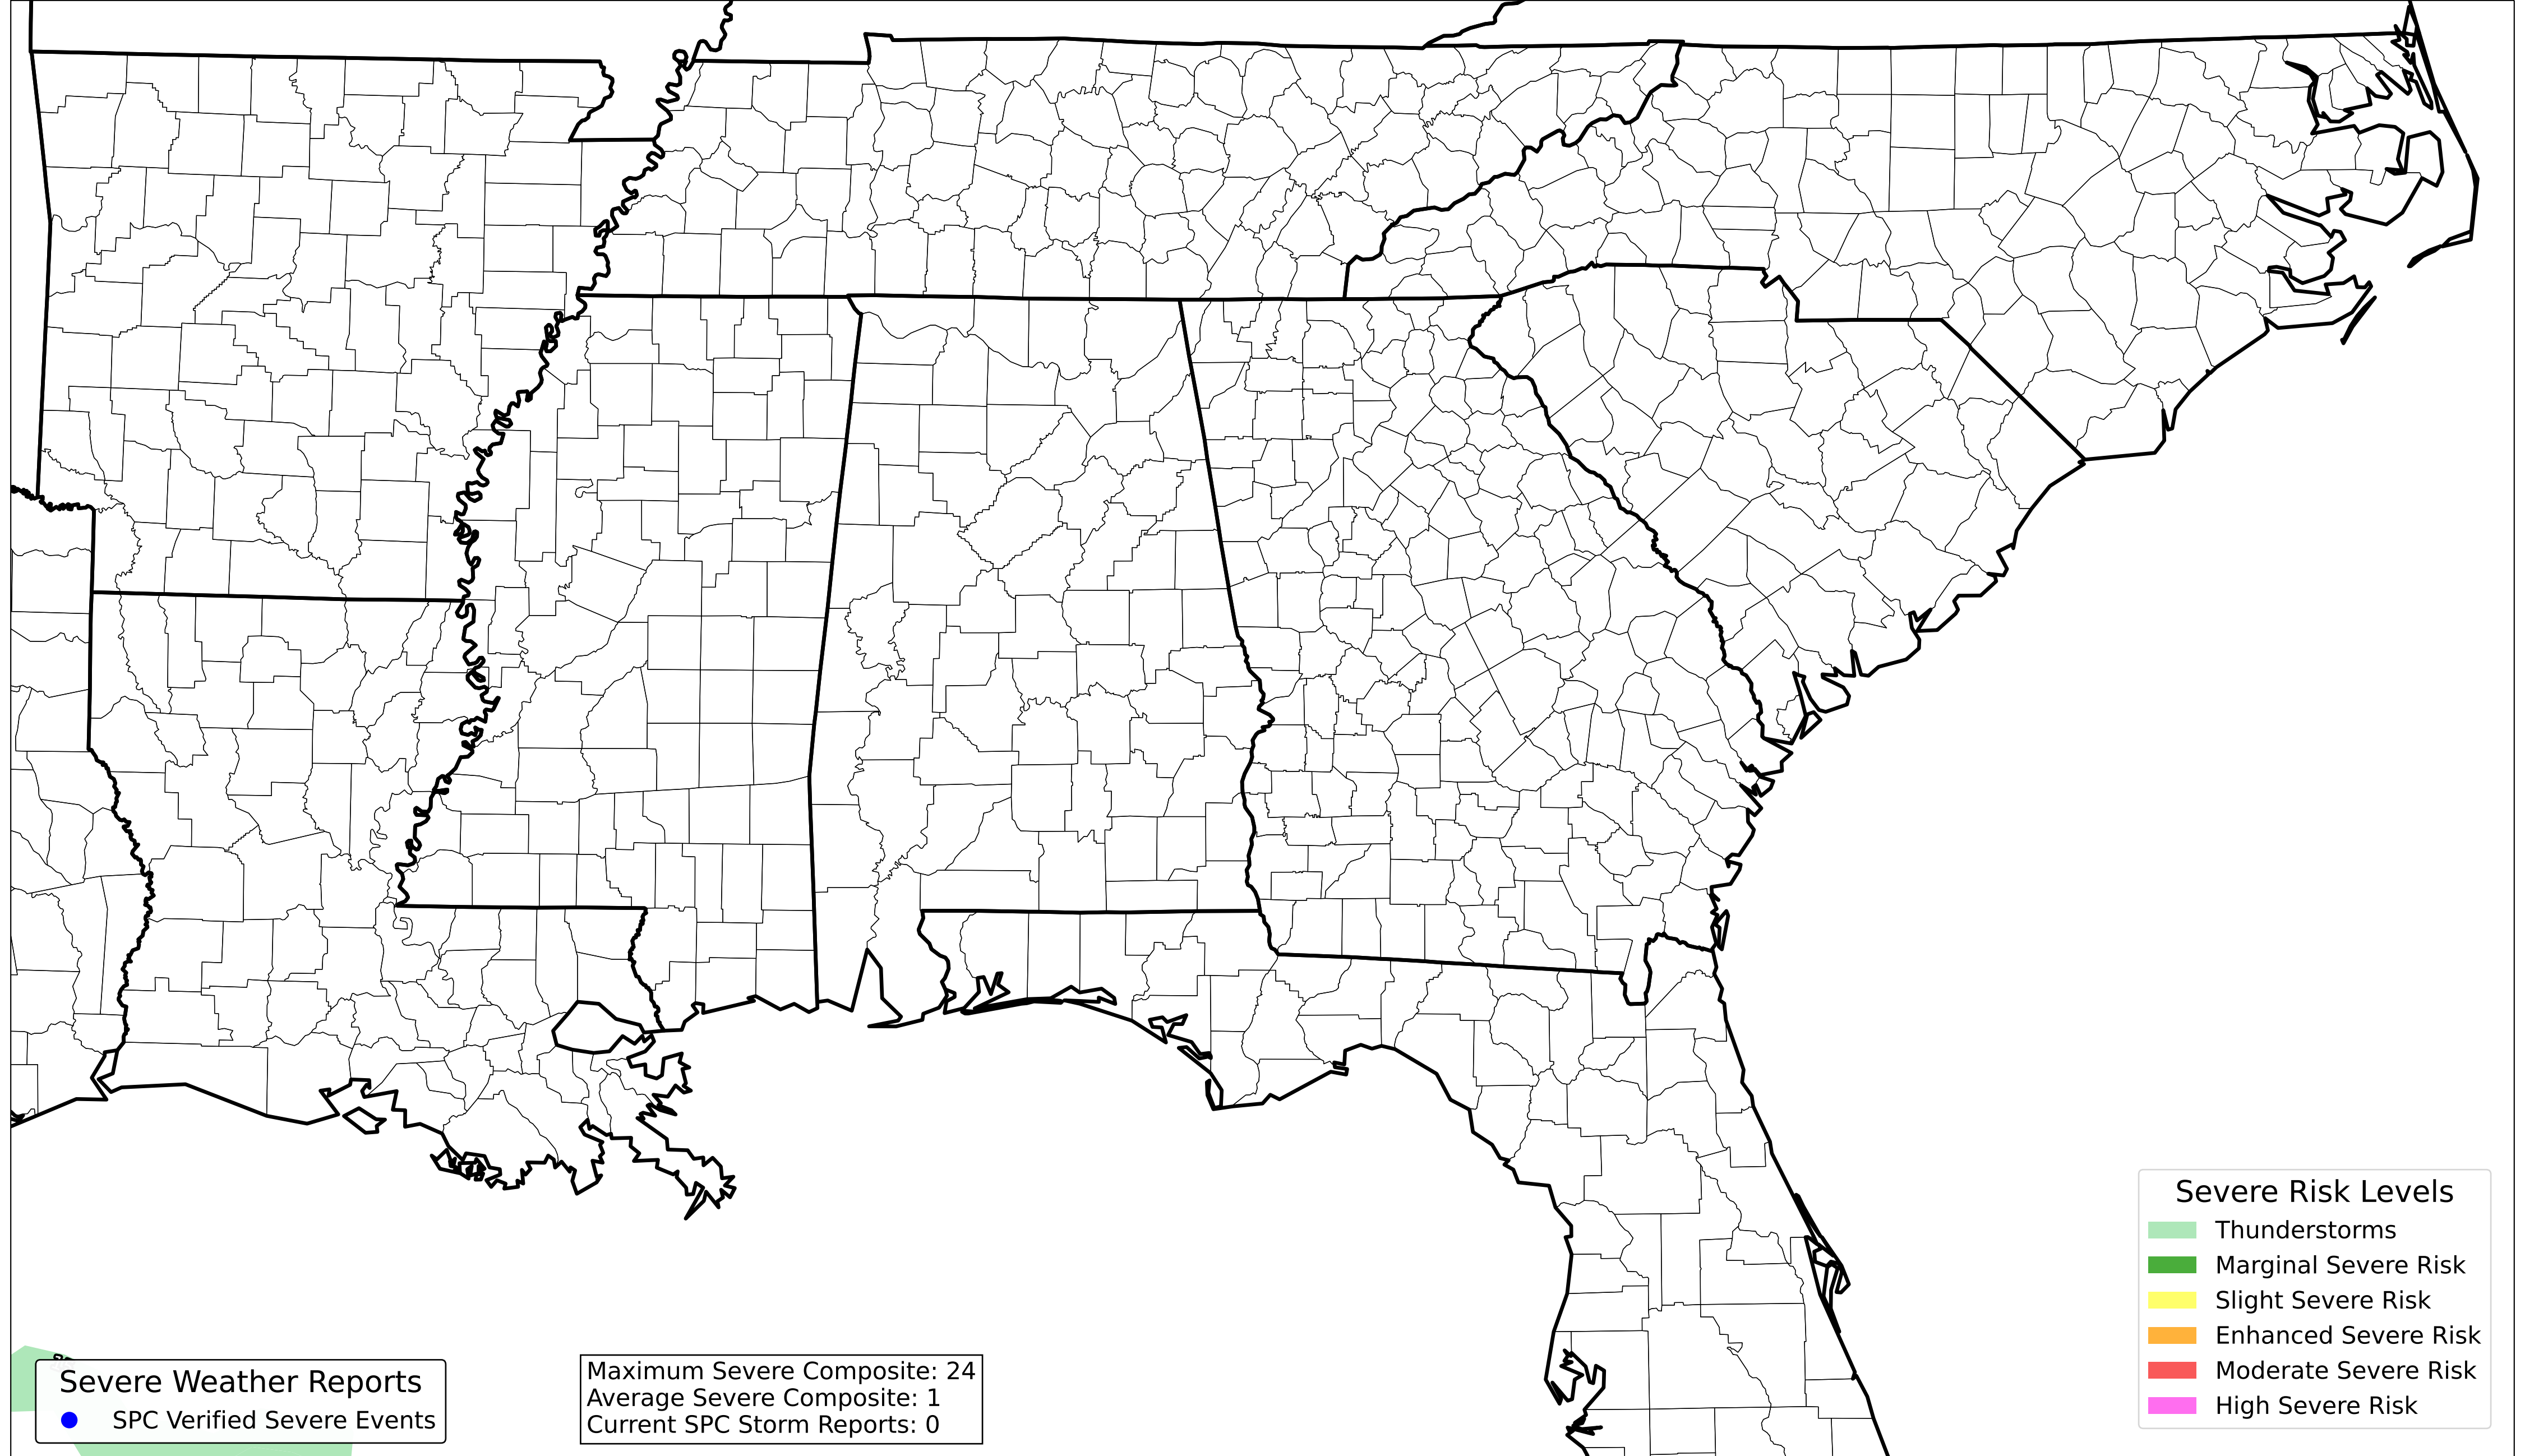 Severe Weather Reports
SPC Verified Severe Events
Maximum Severe Composite: 24
Average Severe Composite: 1
Current SPC Storm Reports: 0
Severe Risk Levels
Thunderstorms
Marginal Severe Risk
Slight Severe Risk
Enhanced Severe Risk
Moderate Severe Risk
High Severe Risk